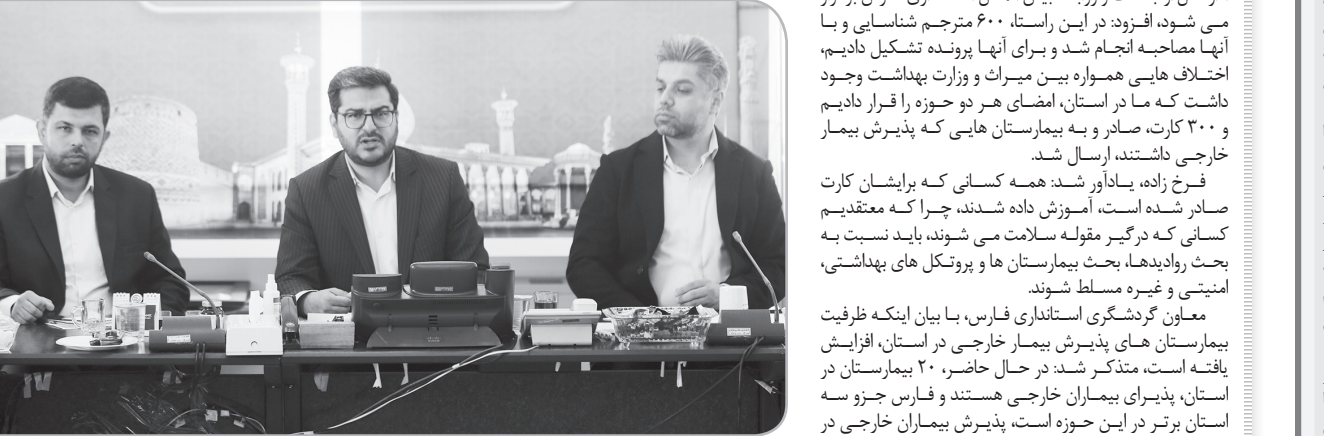 مـی شـود، افـزود: در ایـن راسـتا، ۶۰۰ مترجـم شناسـایی و بـا
آنهـا مصاحبـه انجـام شـد و بـرای آنهـا پرونـده تشـکیل دادیـم،
اختـلاف هایـی همـواره بیـن میـراث و وزارت بهداشـت وجـود
داشـت کـه مـا در اسـتان، امضـای هـر دو حـوزه را قـرار دادیـم
و ۳۰۰ کارت، صـادر و بـه بیمارسـتان هایـی کـه پذیـرش بیمـار
خارجـی داشـتند، ارسـال شـد.
فـرخ زاده، یـادآور شـد: همـه کسـانی کـه برایشـان کارت
صـادر شـده اسـت، آمـوزش داده شـدند، چـرا کـه معتقدیـم
کسـانی کـه درگیـر مقولـه سـلامت مـی شـوند، بایـد نسـبت بـه
بحـث روادیدهـا، بحـث بیمارسـتان هـا و پروتـکل های بهداشـتی،
امنیتـی و غیـره مسـلط شـوند.
معـاون گردشـگری اسـتانداری فـارس، بـا بیان اینکـه ظرفیت
بیمارسـتان هـای پذیـرش بیمـار خارجـی در اسـتان، افزایـش
یافتـه اسـت، متذکـر شـد: در حـال حاضـر، ۲۰ بیمارسـتان در
اسـتان، پذیـرای بیمـاران خارجـی هسـتند و فـارس جـزو سـه
اسـتان برتـر در ایـن حـوزه اسـت، پذیـرش بیمـاران خارجـی در